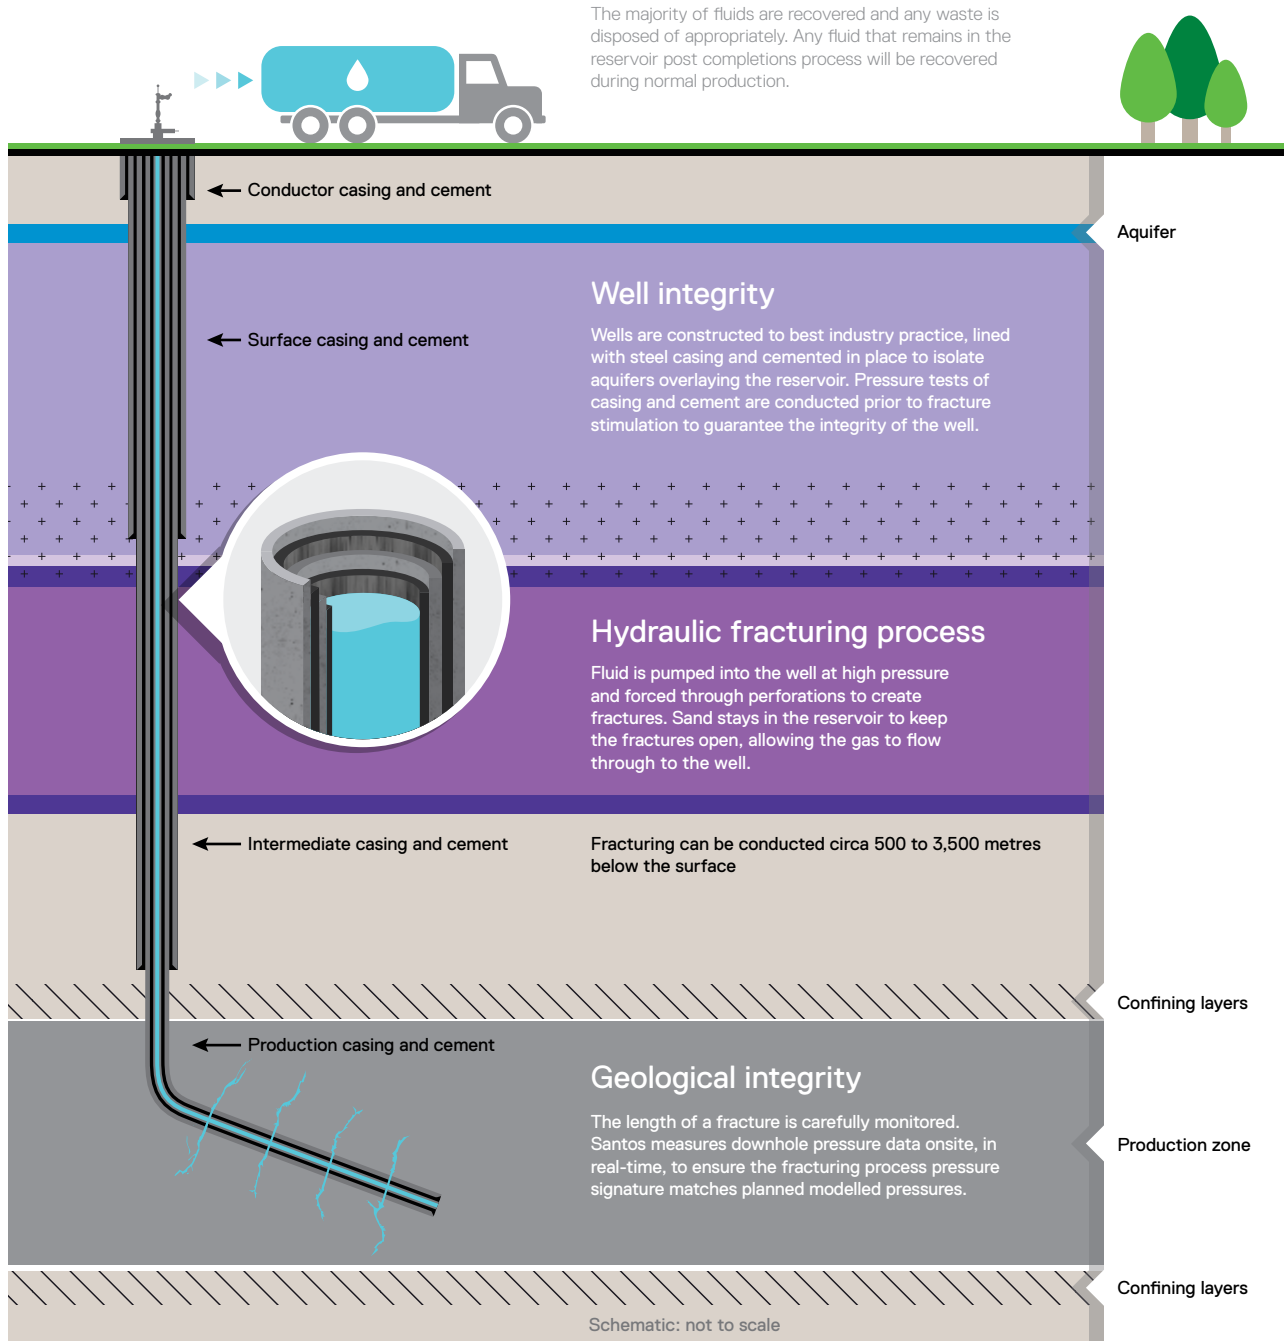 The majority of fluids are recovered and any waste is
disposed of appropriately. Any fluid that remains in the
reservoir post completions process will be recovered
during normal production.
Conductor casing and cement
Aquifer
Well integrity
Wells are constructed to best industry practice, lined
with steel casing and cemented in place to isolate
aquifers overlaying the reservoir. Pressure tests of
casing and cement are conducted prior to fracture
stimulation to guarantee the integrity of the well.
Surface casing and cement
Hydraulic fracturing process
Fluid is pumped into the well at high pressure
and forced through perforations to create
fractures. Sand stays in the reservoir to keep
the fractures open, allowing the gas to flow
through to the well.
Intermediate casing and cement
Fracturing can be conducted circa 500 to 3,500 metres
below the surface
Confining layers
Production casing and cement
Geological integrity
The length of a fracture is carefully monitored.
Santos measures downhole pressure data onsite, in
real-time, to ensure the fracturing process pressure
signature matches planned modelled pressures.
Production zone
Confining layers
Schematic: not to scale